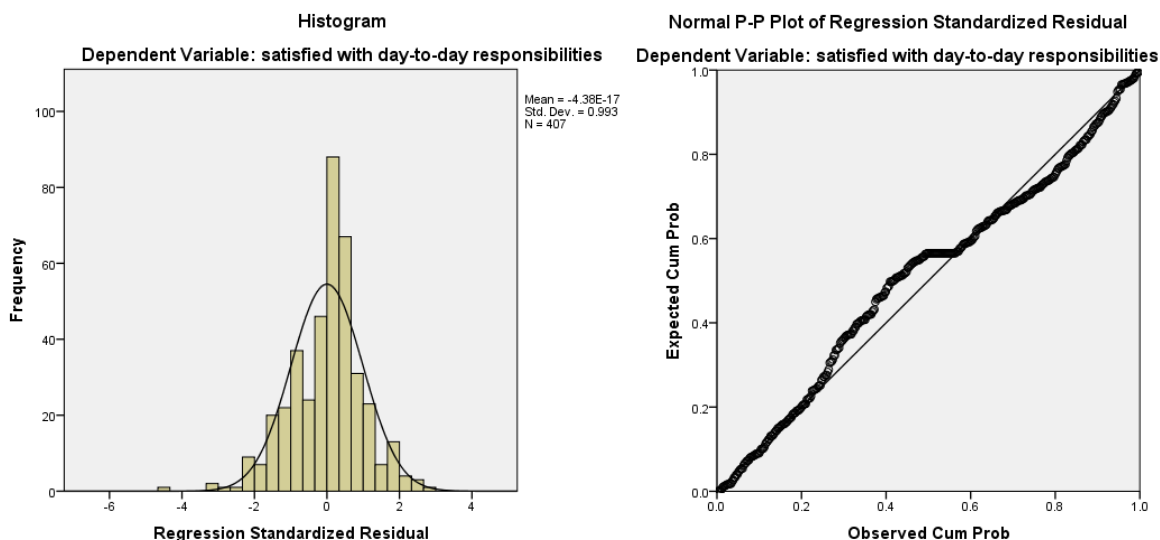 Histogram
Dependent Variable: satisfied with day-to-day responsibilities
Mean = -4.38E-17
Std. Dev. = 0.993
N = 407
100
80
60
40
20
0
Frequency
-6 -4 -2 0 2 4
Regression Standardized Residual
Normal P-P Plot of Regression Standardized Residual
Dependent Variable: satisfied with day-to-day responsibilities
1.0
0.8
0.6
0.4
0.2
0.0
Expected Cum Prob
0.0 0.2 0.4 0.6 0.8 1.0
Observed Cum Prob